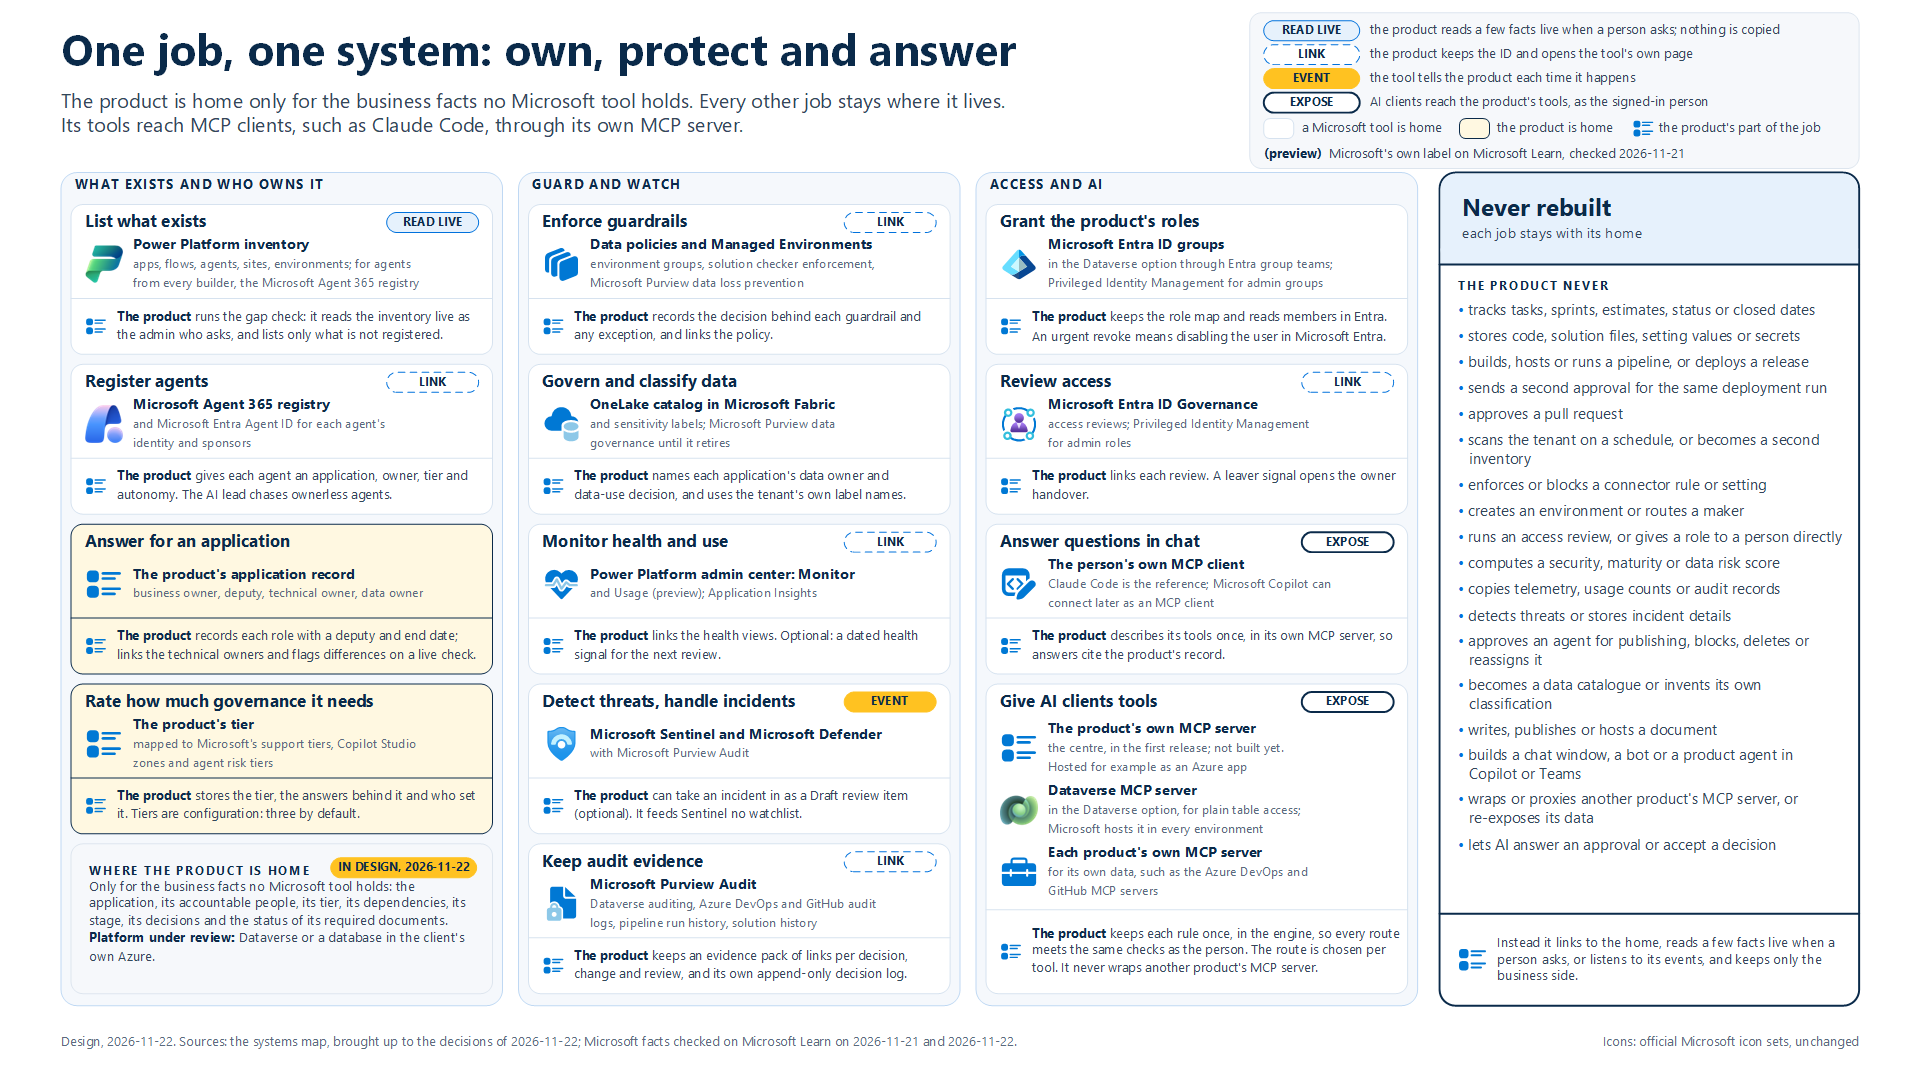 One job, one system: own, protect and answer
The product is home only for the business facts no Microsoft tool holds. Every other job stays where it lives.
Its tools reach MCP clients, such as Claude Code, through its own MCP server.
READ LIVE the product reads a few facts live when a person asks; nothing is copied
LINK the product keeps the ID and opens the tool's own page
EVENT the tool tells the product each time it happens
EXPOSE AI clients reach the product's tools, as the signed-in person
a Microsoft tool is home the product is home the product's part of the job
(preview) Microsoft's own label on Microsoft Learn, checked 2026-11-21
WHAT EXISTS AND WHO OWNS IT
List what exists READ LIVE
Power Platform inventory
apps, flows, agents, sites, environments; for agents
from every builder, the Microsoft Agent 365 registry
The product runs the gap check: it reads the inventory live as
the admin who asks, and lists only what is not registered.
Register agents LINK
Microsoft Agent 365 registry
and Microsoft Entra Agent ID for each agent's
identity and sponsors
The product gives each agent an application, owner, tier and
autonomy. The AI lead chases ownerless agents.
Answer for an application
The product's application record
business owner, deputy, technical owner, data owner
The product records each role with a deputy and end date;
links the technical owners and flags differences on a live check.
Rate how much governance it needs
The product's tier
mapped to Microsoft's support tiers, Copilot Studio
zones and agent risk tiers
The product stores the tier, the answers behind it and who set
it. Tiers are configuration: three by default.
WHERE THE PRODUCT IS HOME IN DESIGN, 2026-11-22
Only for the business facts no Microsoft tool holds: the
application, its accountable people, its tier, its dependencies, its
stage, its decisions and the status of its required documents.
Platform under review: Dataverse or a database in the client's
own Azure.
GUARD AND WATCH
Enforce guardrails LINK
Data policies and Managed Environments
environment groups, solution checker enforcement,
Microsoft Purview data loss prevention
The product records the decision behind each guardrail and
any exception, and links the policy.
Govern and classify data
OneLake catalog in Microsoft Fabric
and sensitivity labels; Microsoft Purview data
governance until it retires
The product names each application's data owner and
data-use decision, and uses the tenant's own label names.
Monitor health and use LINK
Power Platform admin center: Monitor
and Usage (preview); Application Insights
The product links the health views. Optional: a dated health
signal for the next review.
Detect threats, handle incidents EVENT
Microsoft Sentinel and Microsoft Defender
with Microsoft Purview Audit
The product can take an incident in as a Draft review item
(optional). It feeds Sentinel no watchlist.
Keep audit evidence LINK
Microsoft Purview Audit
Dataverse auditing, Azure DevOps and GitHub audit
logs, pipeline run history, solution history
The product keeps an evidence pack of links per decision,
change and review, and its own append-only decision log.
ACCESS AND AI
Grant the product's roles
Microsoft Entra ID groups
in the Dataverse option through Entra group teams;
Privileged Identity Management for admin groups
The product keeps the role map and reads members in Entra.
An urgent revoke means disabling the user in Microsoft Entra.
Review access LINK
Microsoft Entra ID Governance
access reviews; Privileged Identity Management
for admin roles
The product links each review. A leaver signal opens the owner
handover.
Answer questions in chat EXPOSE
The person's own MCP client
Claude Code is the reference; Microsoft Copilot can
connect later as an MCP client
The product describes its tools once, in its own MCP server, so
answers cite the product's record.
Give AI clients tools EXPOSE
The product's own MCP server
the centre, in the first release; not built yet.
Hosted for example as an Azure app
Dataverse MCP server
in the Dataverse option, for plain table access;
Microsoft hosts it in every environment
Each product's own MCP server
for its own data, such as the Azure DevOps and
GitHub MCP servers
The product keeps each rule once, in the engine, so every route
meets the same checks as the person. The route is chosen per
tool. It never wraps another product's MCP server.
Never rebuilt
each job stays with its home
THE PRODUCT NEVER
• tracks tasks, sprints, estimates, status or closed dates
• stores code, solution files, setting values or secrets
• builds, hosts or runs a pipeline, or deploys a release
• sends a second approval for the same deployment run
• approves a pull request
• scans the tenant on a schedule, or becomes a second
inventory
• enforces or blocks a connector rule or setting
• creates an environment or routes a maker
• runs an access review, or gives a role to a person directly
• computes a security, maturity or data risk score
• copies telemetry, usage counts or audit records
• detects threats or stores incident details
• approves an agent for publishing, blocks, deletes or
reassigns it
• becomes a data catalogue or invents its own
classification
• writes, publishes or hosts a document
• builds a chat window, a bot or a product agent in
Copilot or Teams
• wraps or proxies another product's MCP server, or
re-exposes its data
• lets AI answer an approval or accept a decision
Instead it links to the home, reads a few facts live when a
person asks, or listens to its events, and keeps only the
business side.
Design, 2026-11-22. Sources: the systems map, brought up to the decisions of 2026-11-22; Microsoft facts checked on Microsoft Learn on 2026-11-21 and 2026-11-22.
Icons: official Microsoft icon sets, unchanged